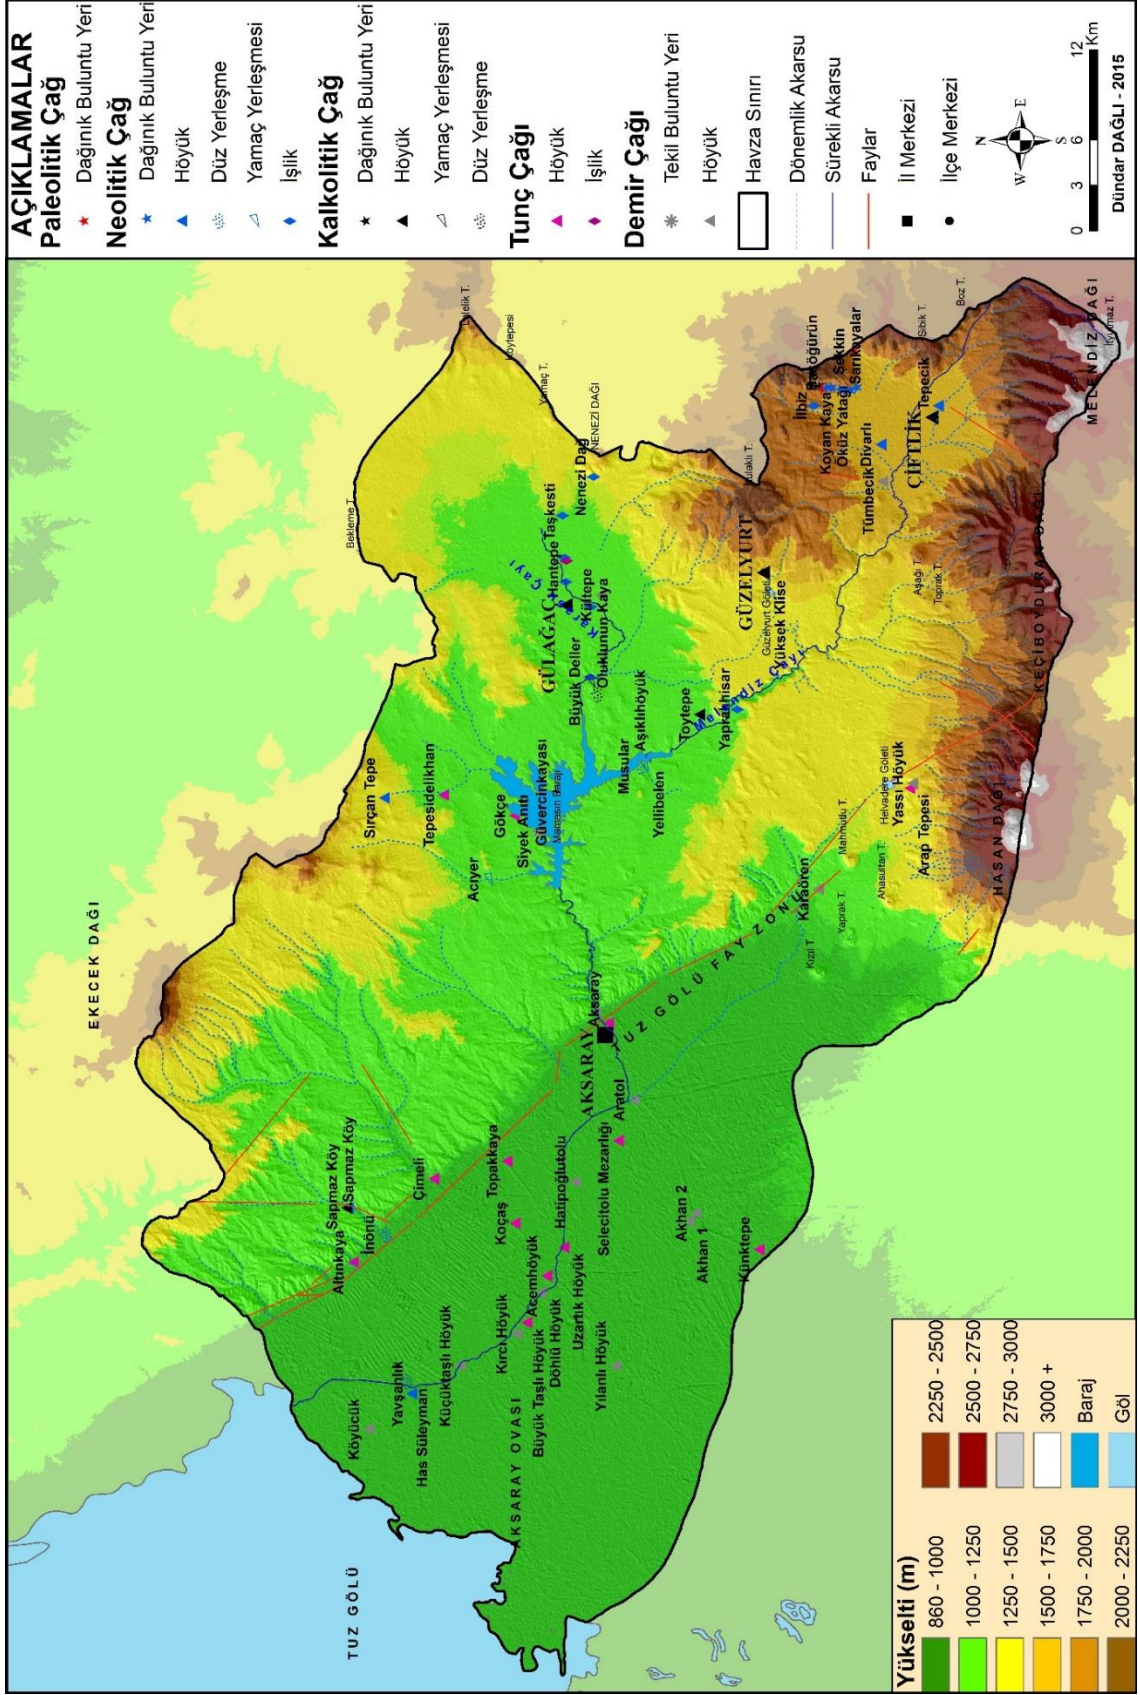 AÇIKLAMALAR
Paleolitik Çağ
Dağınık Buluntu Yeri
Neolitik Çağ
Dağınık Buluntu Yeri
Höyük
Düz Yerleşme
Yamaç Yerleşmesi
İşlik
Kalkolitik Çağ
Dağınık Buluntu Yeri
Höyük
Yamaç Yerleşmesi
Düz Yerleşme
Tunç Çağı
Höyük
İşlik
Demir Çağı
Tekil Buluntu Yeri
Höyük
Havza Sınırı
Dönemlik Akarsu
Sürekli Akarsu
Faylar
İl Merkezi
İlçe Merkezi
N
W E
S
0 3 6 12
Km
Dündar DAĞLI - 2015
TUZ GÖLÜ
EKECEK DAĞI
AKSARAY OVASI
Köyücük
Yavşanlık
Has Süleyman
Küçüktaşlı Höyük
Kırcı Höyük
Acemhöyük
Büyük Taşlı Höyük
Döhlü Höyük
Uzartık Höyük
Yılanlı Höyük
Altınkaya
İnönü
Sapmaz Köy
Sapmaz Köy
Çimeli
Topakkaya
Koçaş
Hatipoğlutolu
Selecitolu Mezarlığı
Aratol
Akhan 2
Akhan 1
Künktepe
AKSARAY
Aksaray
TUZ GÖLÜ FAY ZONU
Acıyer
Sırçan Tepe
Tepesidelikhan
Gökçe
Siyek Anıtı
Güvercinkayası
Mamasın Barajı
Büyük Deller
GÜLAĞAÇ
Hantepe
Taşkesti
Kültepe
Oluklunun Kaya
Nenezi Dağ
NENEZİ DAĞI
Bekleme T.
Köytepesi
Yamaç T.
Musular
Aşıklıhöyük
Yellibelen
Toytepe
Yaprakhisar
Melendiz Çayı
GÜZELYURT
Güzelyurt Göleti
Yüksek Klise
Karaören
Kızıl T.
Yaprak T.
Mahmutlu T.
Ahasultan T.
Helvadere Göleti
Yassı Höyük
Arap Tepesi
HASAN DAĞI
KEÇİBOYDURAN DAĞI
Aşağı T.
Toprak T.
Tümbecik
Divarlı
ÇİFTLİK
Tepecik
İlbiz
Koyan Kaya
Öküz Yatağı
Sekkin
Sarıkayalar
Boz T.
MELENDİZ DAĞI
Yükselti (m)
860 - 1000
1000 - 1250
1250 - 1500
1500 - 1750
1750 - 2000
2000 - 2250
2250 - 2500
2500 - 2750
2750 - 3000
3000 +
Baraj
Göl